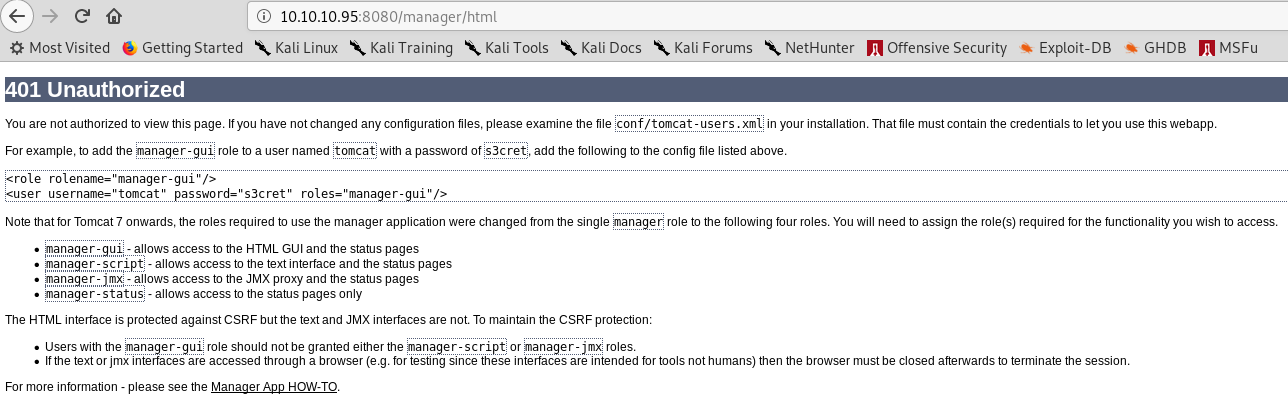 10.10.10.95:8080/manager/html
Most Visited Getting Started Kali Linux Kali Training Kali Tools Kali Docs Kali Forums NetHunter Offensive Security Exploit-DB GHDB MSFu
401 Unauthorized
You are not authorized to view this page. If you have not changed any configuration files, please examine the file conf/tomcat-users.xml in your installation. That file must contain the credentials to let you use this webapp.
For example, to add the manager-gui role to a user named tomcat with a password of s3cret, add the following to the config file listed above.
<role rolename="manager-gui"/>
<user username="tomcat" password="s3cret" roles="manager-gui"/>
Note that for Tomcat 7 onwards, the roles required to use the manager application were changed from the single manager role to the following four roles. You will need to assign the role(s) required for the functionality you wish to access.
• manager-gui - allows access to the HTML GUI and the status pages
• manager-script - allows access to the text interface and the status pages
• manager-jmx - allows access to the JMX proxy and the status pages
• manager-status - allows access to the status pages only
The HTML interface is protected against CSRF but the text and JMX interfaces are not. To maintain the CSRF protection:
• Users with the manager-gui role should not be granted either the manager-script or manager-jmx roles.
• If the text or jmx interfaces are accessed through a browser (e.g. for testing since these interfaces are intended for tools not humans) then the browser must be closed afterwards to terminate the session.
For more information - please see the Manager App HOW-TO.